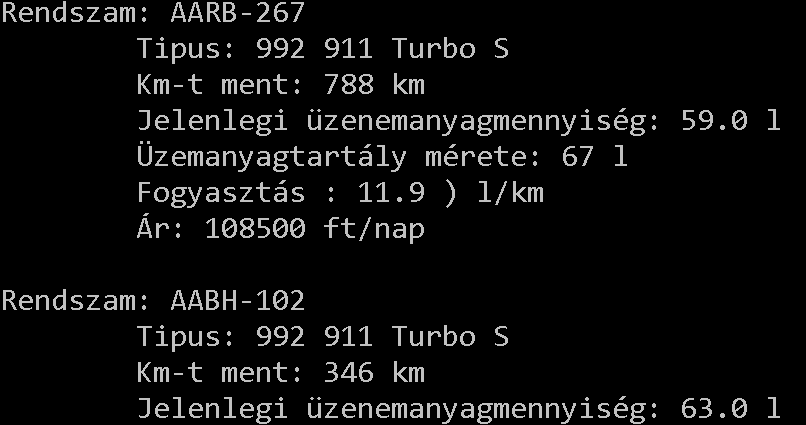 Rendszam: AARB-267
Tipus: 992 911 Turbo S
Km-t ment: 788 km
Jelenlegi üzenemanyagmennyiség: 59.0 l
Üzemanyagtartály mérete: 67 l
Fogyasztás : 11.9 ) l/km
Ár: 108500 ft/nap
Rendszam: AABH-102
Tipus: 992 911 Turbo S
Km-t ment: 346 km
Jelenlegi üzenemanyagmennyiség: 63.0 l